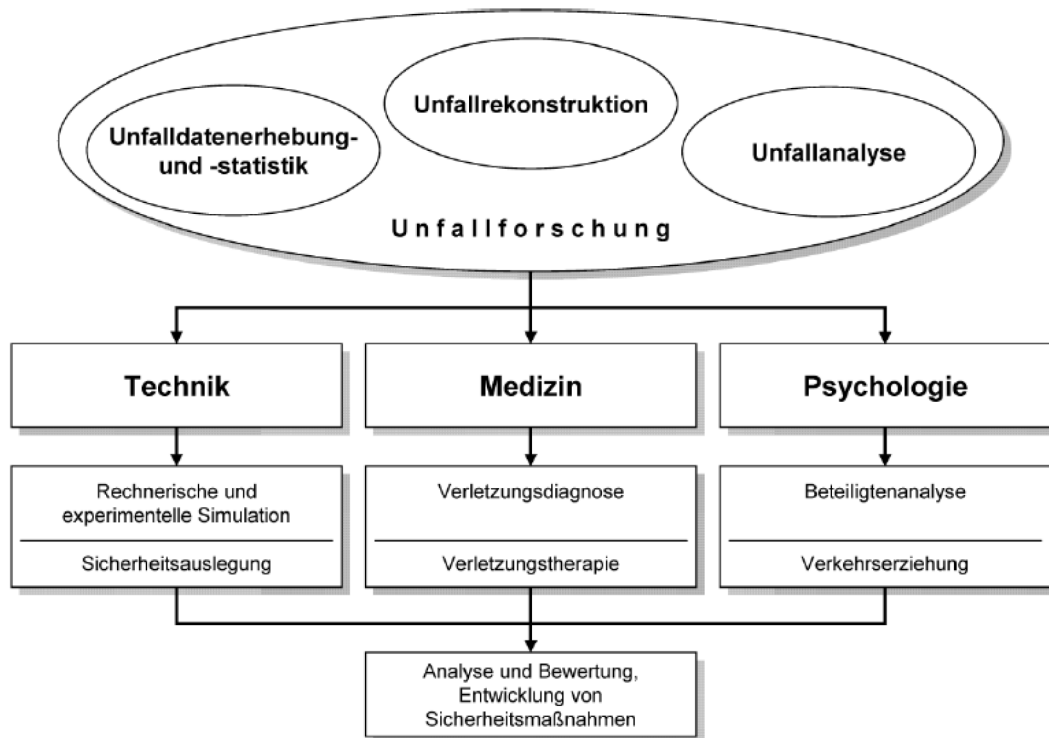 Unfallrekonstruktion
Unfalldatenerhebung-
und -statistik
Unfallanalyse
Unfallforschung
Technik
Medizin
Psychologie
Rechnerische und
experimentelle Simulation
Sicherheitsauslegung
Verletzungsdiagnose
Verletzungstherapie
Beteiligtenanalyse
Verkehrserziehung
Analyse und Bewertung,
Entwicklung von
Sicherheitsmaßnahmen